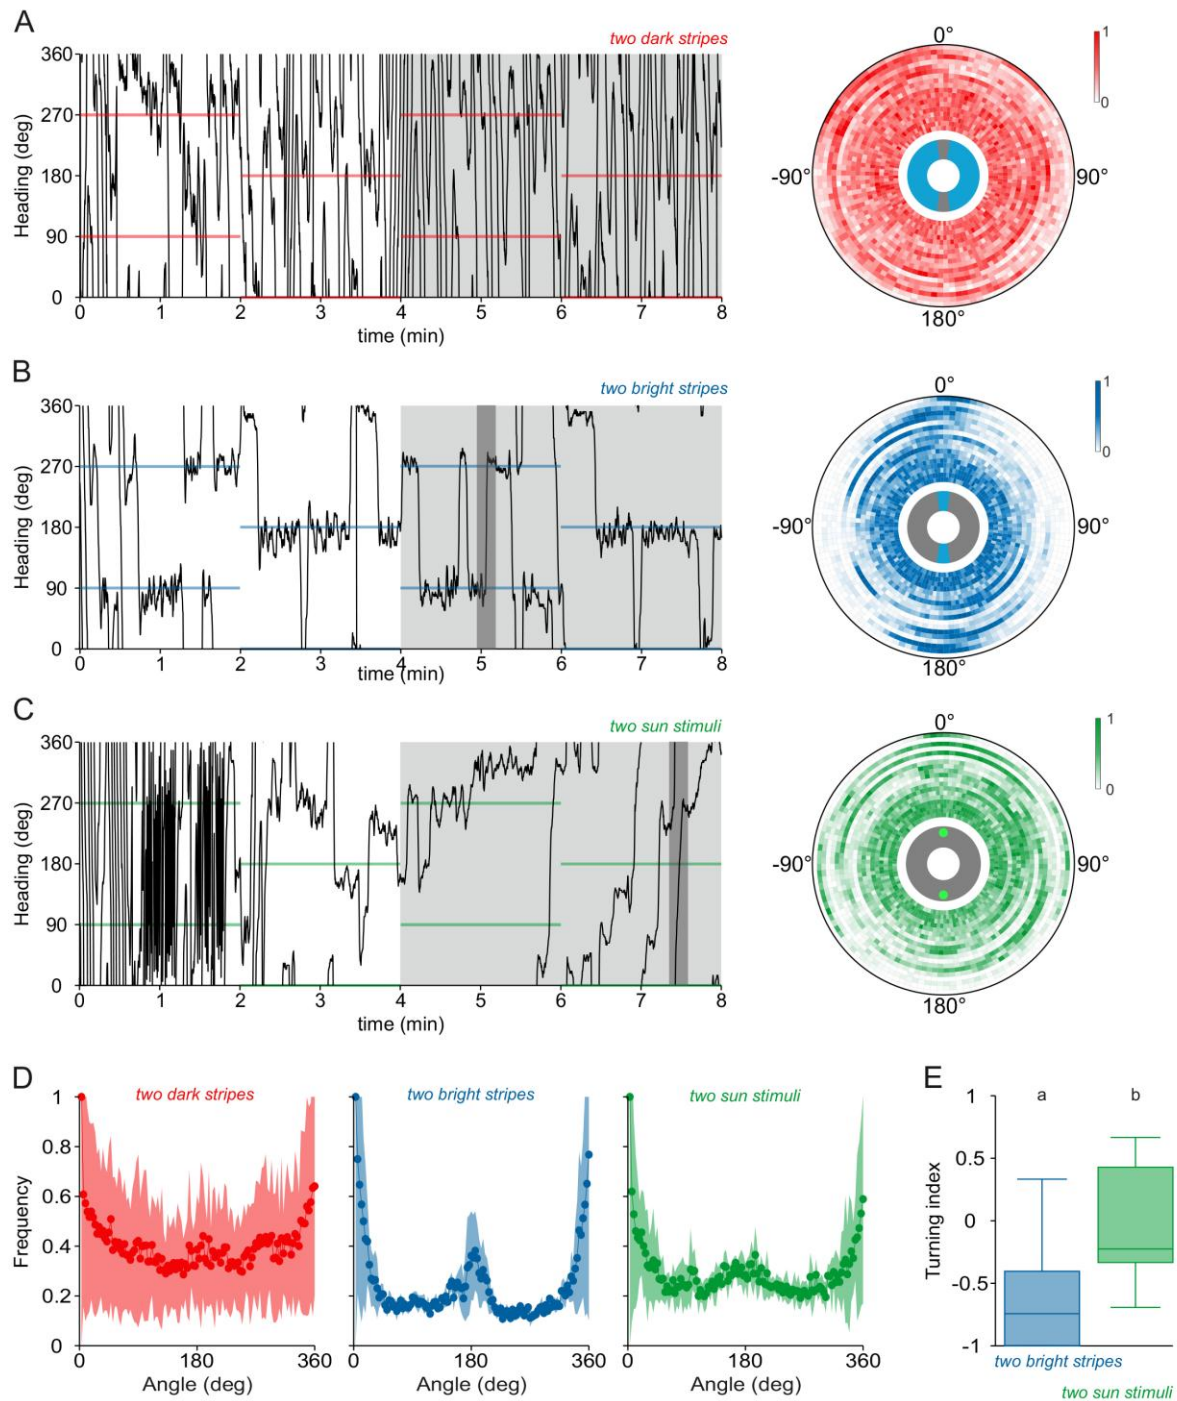 A
two dark stripes
360
270
180
90
0
Heading (deg)
0 1 2 3 4 5 6 7 8
time (min)
0°
-90°
90°
180°
1
0
B
two bright stripes
360
270
180
90
0
Heading (deg)
0 1 2 3 4 5 6 7 8
time (min)
0°
-90°
90°
180°
1
0
C
two sun stimuli
360
270
180
90
0
Heading (deg)
0 1 2 3 4 5 6 7 8
time (min)
0°
-90°
90°
180°
1
0
D
two dark stripes
two bright stripes
two sun stimuli
1
0.8
0.6
0.4
0.2
0
Frequency
0 180 360
0 180 360
0 180 360
Angle (deg)
Angle (deg)
Angle (deg)
E
a b
1
0.5
0
-0.5
-1
Turning index
two bright stripes
two sun stimuli